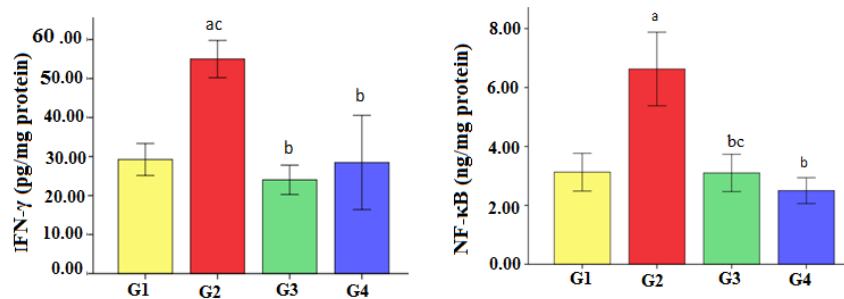 IFN-γ (pg/mg protein)
60.00
50.00
40.00
30.00
20.00
10.00
0.00
ac
b
b
G1 G2 G3 G4
NF-κB (ng/mg protein)
8.00
6.00
4.00
2.00
0.00
a
bc
b
G1 G2 G3 G4